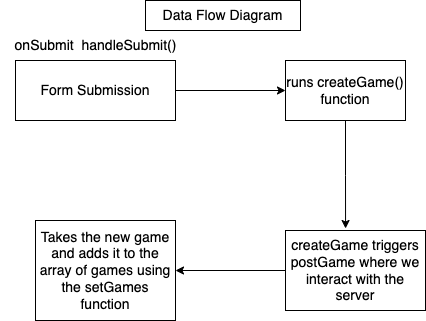 Data Flow Diagram
onSubmit handleSubmit()
Form Submission
runs createGame()
function
Takes the new game
and adds it to the
array of games using
the setGames
function
createGame triggers
postGame where we
interact with the
server